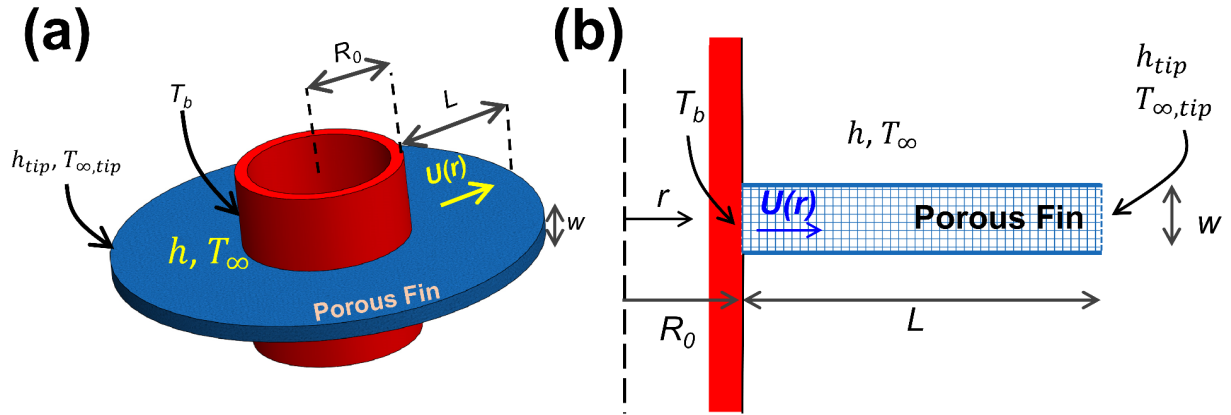 (a)
R₀
L
T_b
h_tip, T_∞,tip
U(r)
w
h, T_∞
Porous Fin
(b)
h_tip
T_∞,tip
T_b
h, T_∞
r
U(r)
Porous Fin
w
R₀
L